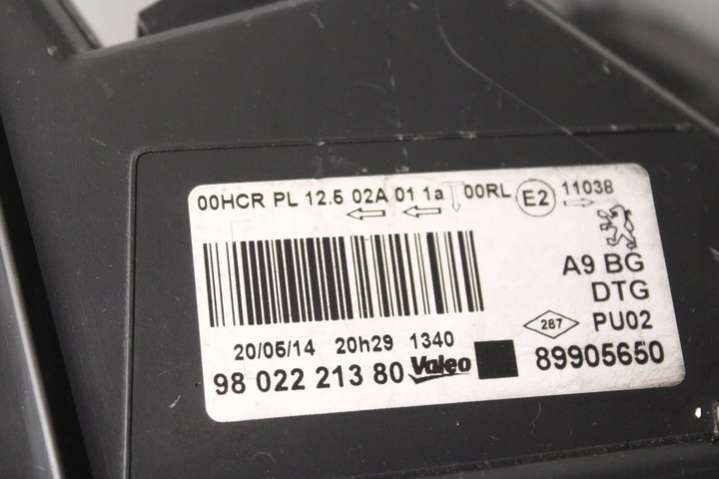 00HCR PL 12.5 02A 01 1a 00RL E2 11038
A9 BG
DTG
287 PU02
20/05/14 20h29 1340
98 022 213 80 Valeo 89905650